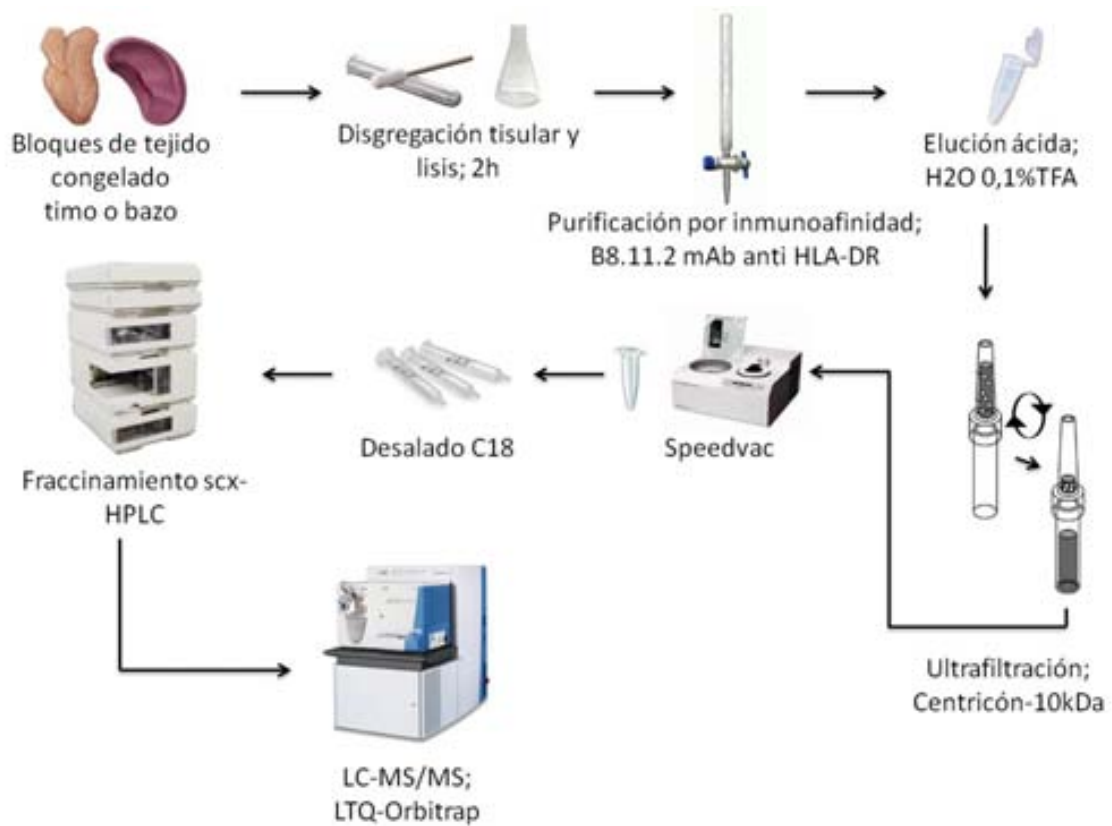 Bloques de tejido
congelado
timo o bazo
Disgregación tisular y
lisis; 2h
Purificación por inmunoafinidad;
B8.11.2 mAb anti HLA-DR
Elución ácida;
H2O 0,1%TFA
Ultrafiltración;
Centricón-10kDa
Speedvac
Desalado C18
Fraccinamiento scx-
HPLC
LC-MS/MS;
LTQ-Orbitrap